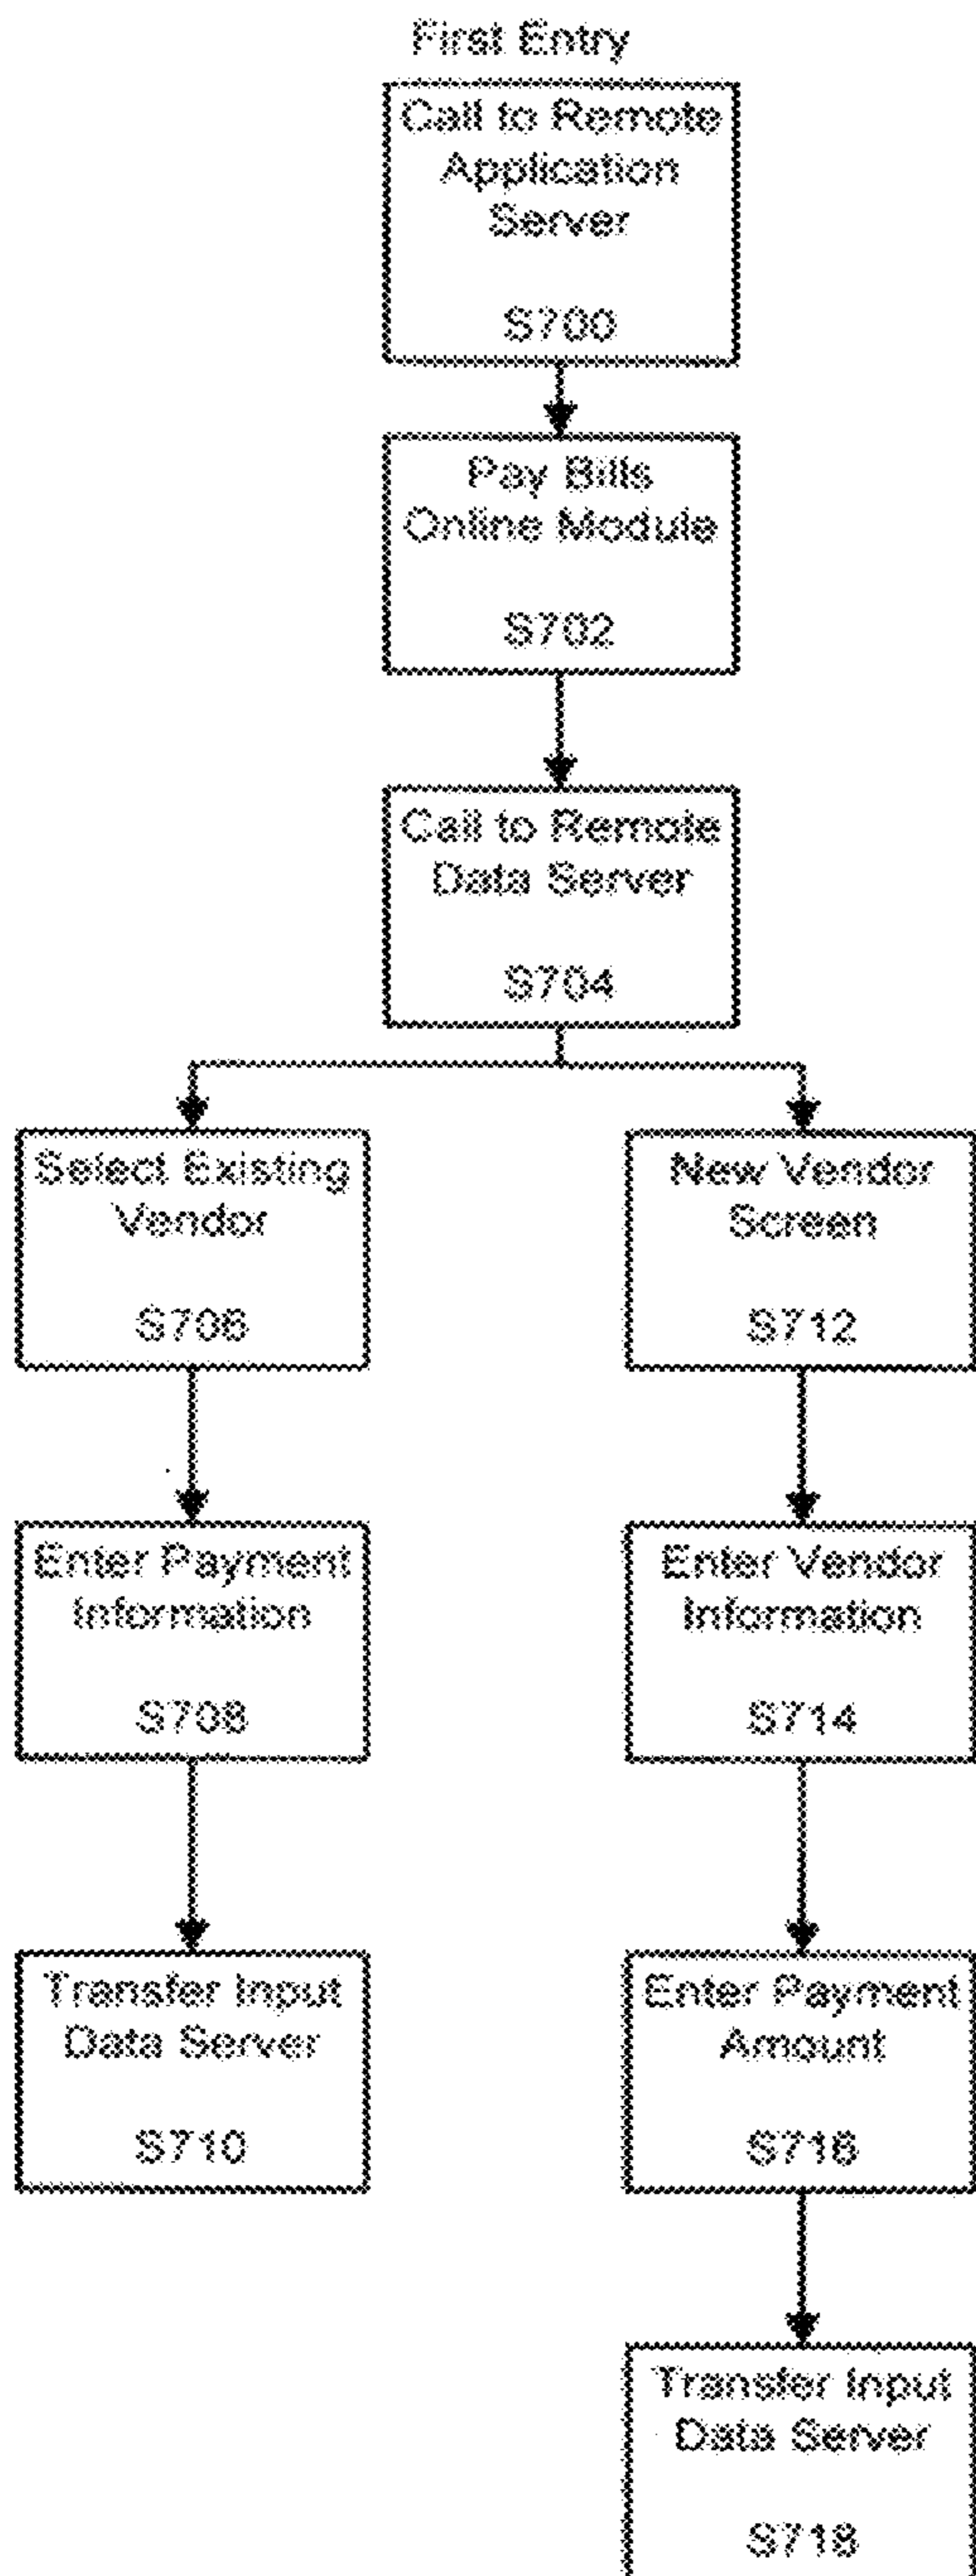 First Entry
Call to Remote
Application
Server
S700
Pay Bills
Online Module
S702
Call to Remote
Data Server
S704
Select Existing
Vendor
S706
Enter Payment
Information
S708
Transfer Input
Data Server
S710
New Vendor
Screen
S712
Enter Vendor
Information
S714
Enter Payment
Amount
S716
Transfer Input
Data Server
S718